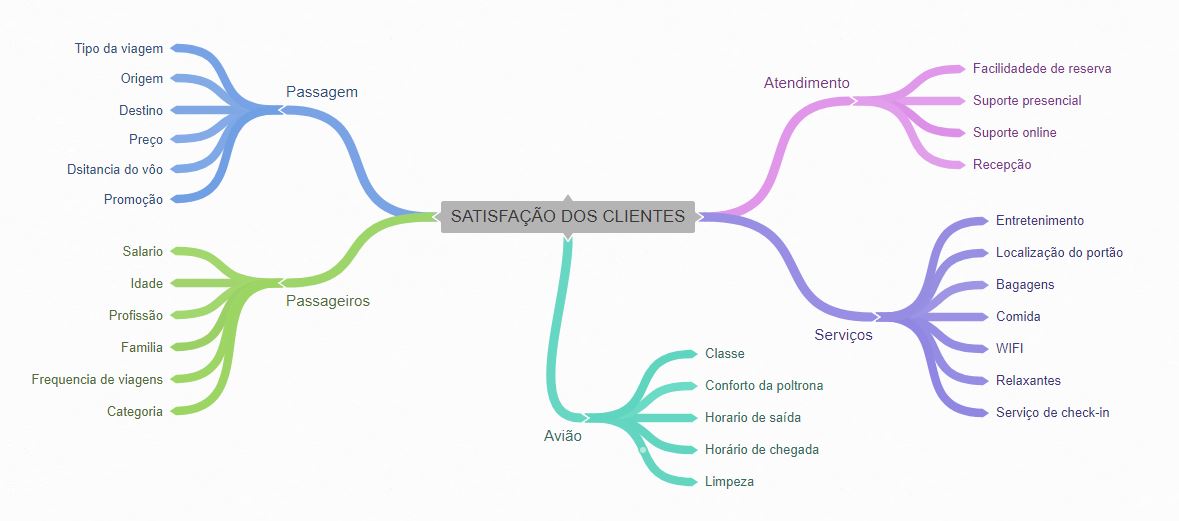 SATISFAÇÃO DOS CLIENTES
Passagem
Tipo da viagem
Origem
Destino
Preço
Dsitancia do vôo
Promoção
Passageiros
Salario
Idade
Profissão
Familia
Frequencia de viagens
Categoria
Avião
Classe
Conforto da poltrona
Horario de saída
Horário de chegada
Limpeza
Atendimento
Facilidadede de reserva
Suporte presencial
Suporte online
Recepção
Serviços
Entretenimento
Localização do portão
Bagagens
Comida
WIFI
Relaxantes
Serviço de check-in